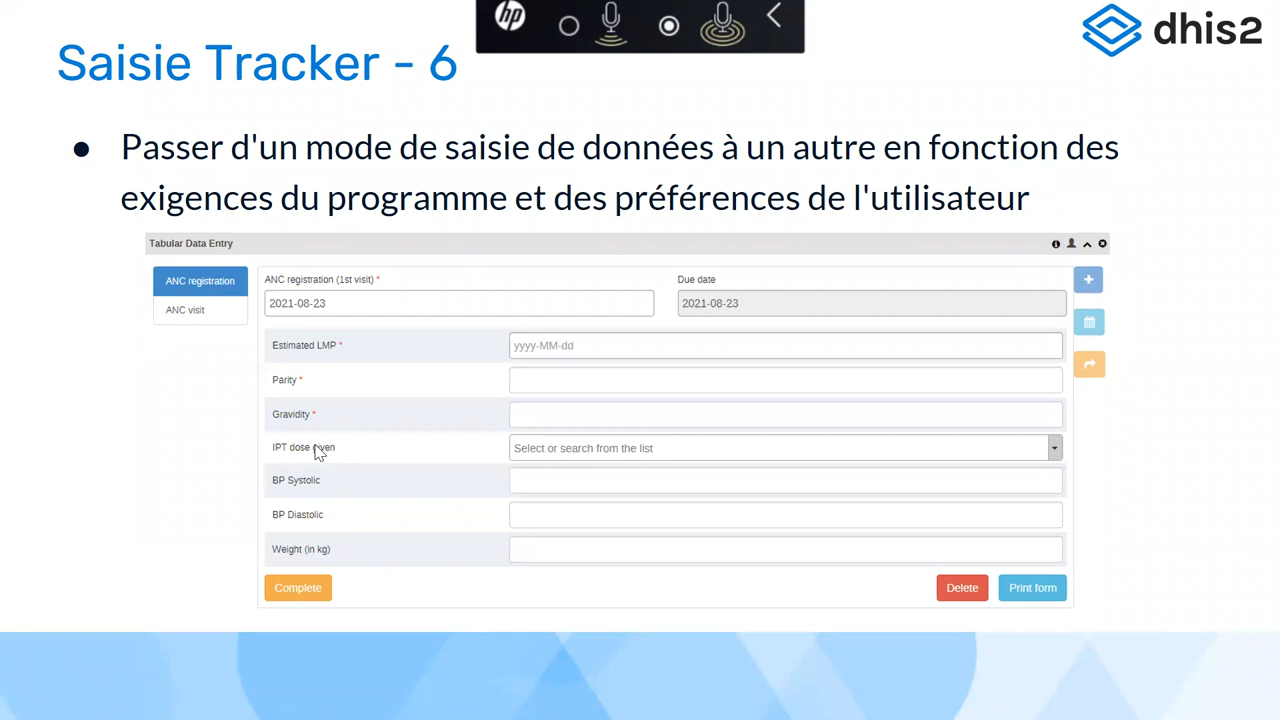 hp
dhis2
Saisie Tracker - 6
● Passer d'un mode de saisie de données à un autre en fonction des
exigences du programme et des préférences de l'utilisateur
Tabular Data Entry
ANC registration
ANC visit
ANC registration (1st visit) *
Due date
2021-08-23
2021-08-23
Estimated LMP *
yyyy-MM-dd
Parity *
Gravidity *
IPT dose given
Select or search from the list
BP Systolic
BP Diastolic
Weight (in kg)
Complete
Delete
Print form